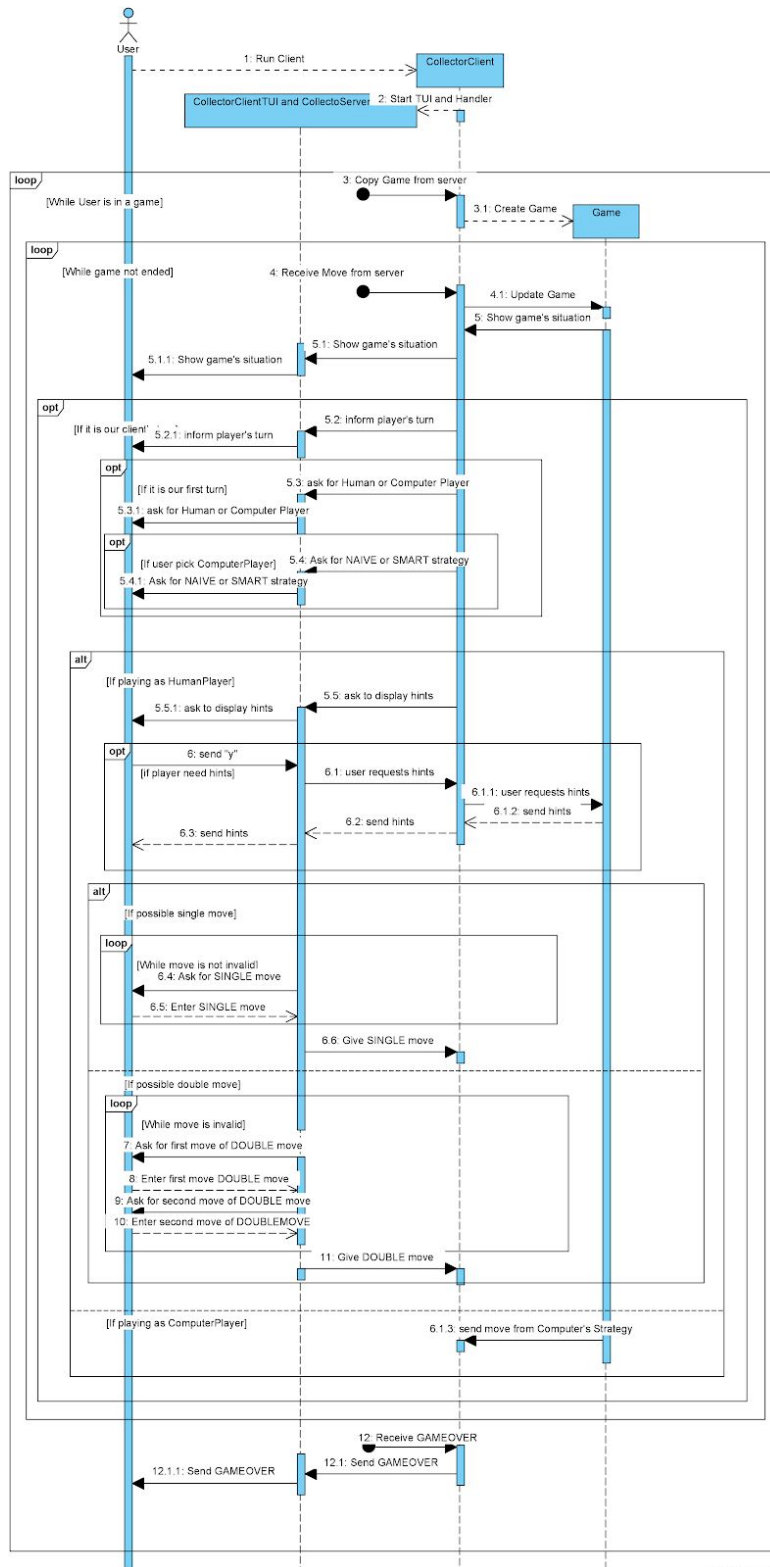 User
1: Run Client
CollectorClient
CollectorClientTUI and CollectoServer
2: Start TUI and Handler
loop
3: Copy Game from server
[While User is in a game]
3.1: Create Game
Game
loop
[While game not ended]
4: Receive Move from server
4.1: Update Game
5: Show game's situation
5.1: Show game's situation
5.1.1: Show game's situation
opt
5.2: inform player's turn
[If it is our client'
5.2.1: inform player's turn
opt
5.3: ask for Human or Computer Player
[If it is our first turn]
5.3.1: ask for Human or Computer Player
opt
5.4: Ask for NAIVE or SMART strategy
[If user pick ComputerPlayer]
5.4.1: Ask for NAIVE or SMART strategy
alt
[If playing as HumanPlayer]
5.5: ask to display hints
5.5.1: ask to display hints
opt
6: send "y"
[if player need hints]
6.1: user requests hints
6.1.1: user requests hints
6.1.2: send hints
6.2: send hints
6.3: send hints
alt
[If possible single move]
loop
[While move is not invalid]
6.4: Ask for SINGLE move
6.5: Enter SINGLE move
6.6: Give SINGLE move
[If possible double move]
loop
[While move is invalid]
7: Ask for first move of DOUBLE move
8: Enter first move DOUBLE move
9: Ask for second move of DOUBLE move
10: Enter second move of DOUBLEMOVE
11: Give DOUBLE move
[If playing as ComputerPlayer]
6.1.3: send move from Computer's Strategy
12: Receive GAMEOVER
12.1: Send GAMEOVER
12.1.1: Send GAMEOVER